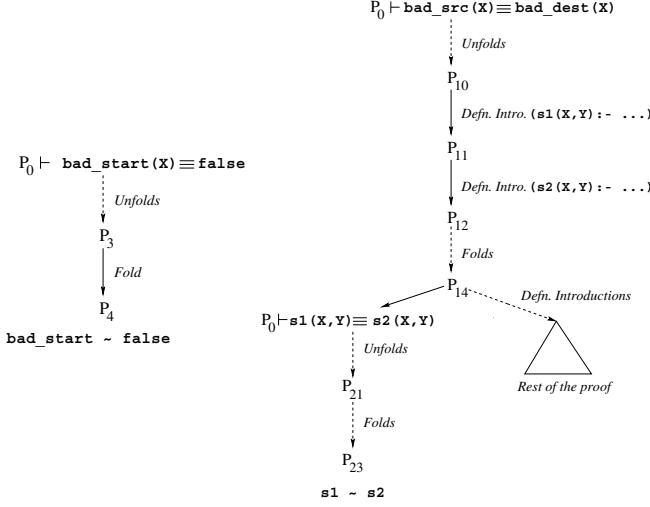 P0 ⊢ bad_start(X) ≡ false
Unfolds
P3
Fold
P4
bad_start ~ false
P0 ⊢ bad_src(X) ≡ bad_dest(X)
Unfolds
P10
Defn. Intro. (s1(X,Y) :- ...)
P11
Defn. Intro. (s2(X,Y) :- ...)
P12
Folds
P14
Defn. Introductions
P0 ⊢ s1(X,Y) ≡ s2(X,Y)
Unfolds
P21
Folds
P23
s1 ~ s2
Rest of the proof